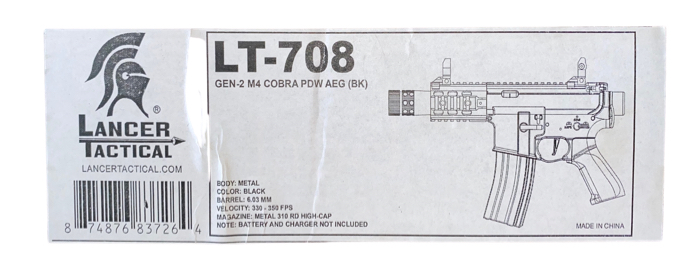 LANCER
TACTICAL
®
LANCERTACTICAL.COM
8 74876 83726 4
LT-708
GEN-2 M4 COBRA PDW AEG (BK)
BODY: METAL
COLOR: BLACK
BARREL: 6.03 MM
VELOCITY: 330 - 350 FPS
MAGAZINE: METAL 310 RD HIGH-CAP
NOTE: BATTERY AND CHARGER NOT INCLUDED
MADE IN CHINA